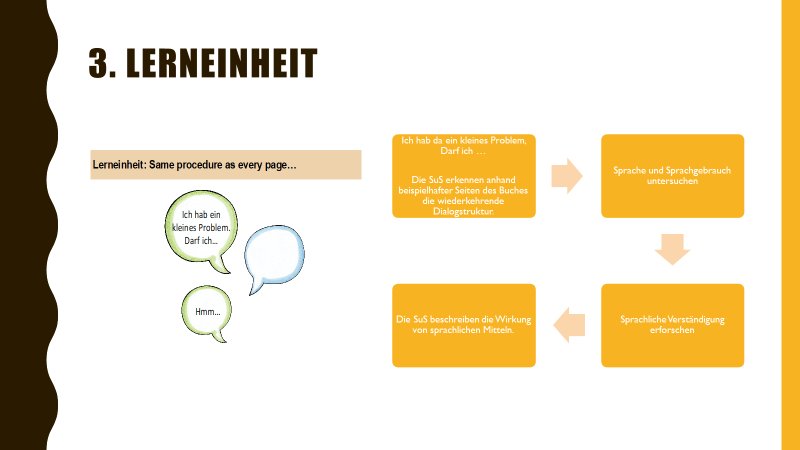 3. LERNEINHEIT
Lerneinheit: Same procedure as every page…
Ich hab ein
kleines Problem.
Darf ich…
Hmm…
Ich hab da ein kleines Problem.
Darf ich …
Die SuS erkennen anhand
beispielhafter Seiten des Buches
die wiederkehrende
Dialogstruktur.
Sprache und Sprachgebrauch
untersuchen
Sprachliche Verständigung
erforschen
Die SuS beschreiben die Wirkung
von sprachlichen Mitteln.